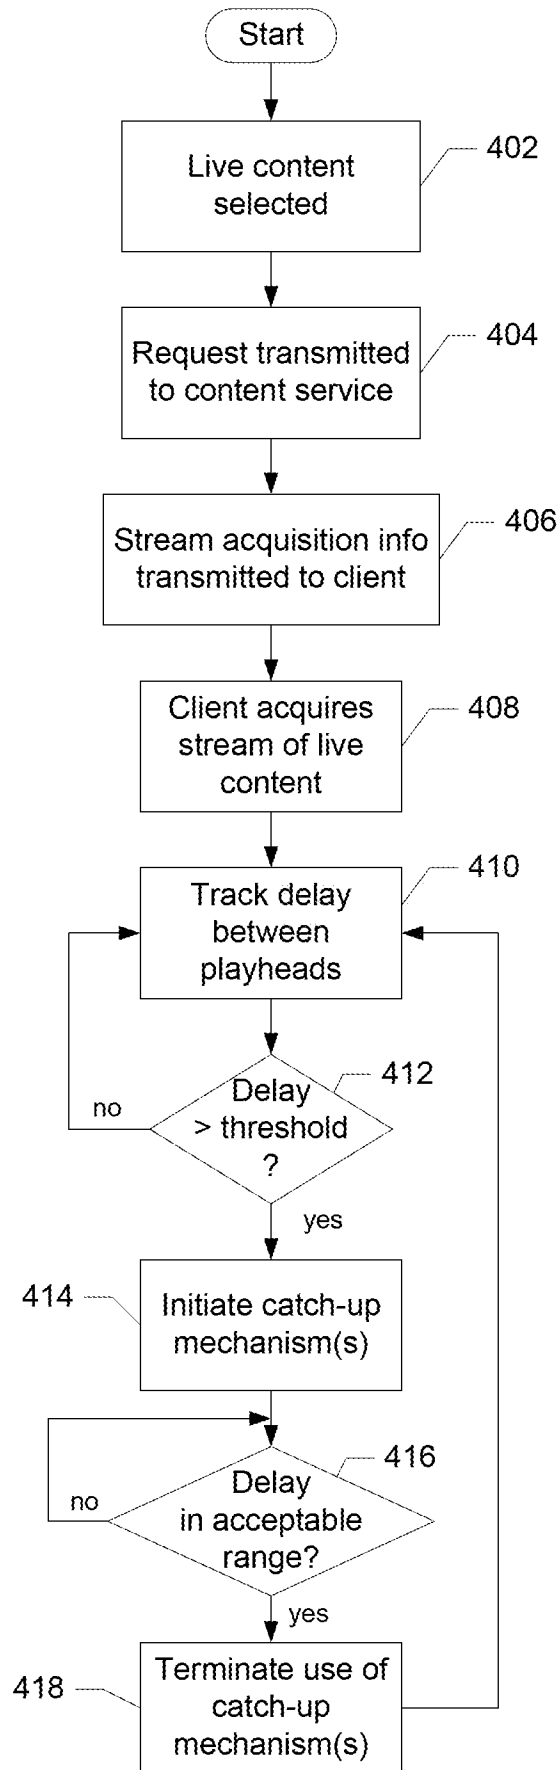 Start
Live content
selected
402
Request transmitted
to content service
404
Stream acquisition info
transmitted to client
406
Client acquires
stream of live
content
408
Track delay
between
playheads
410
Delay
> threshold
?
412
no
yes
Initiate catch-up
mechanism(s)
414
Delay
in acceptable
range?
416
no
yes
Terminate use of
catch-up
mechanism(s)
418